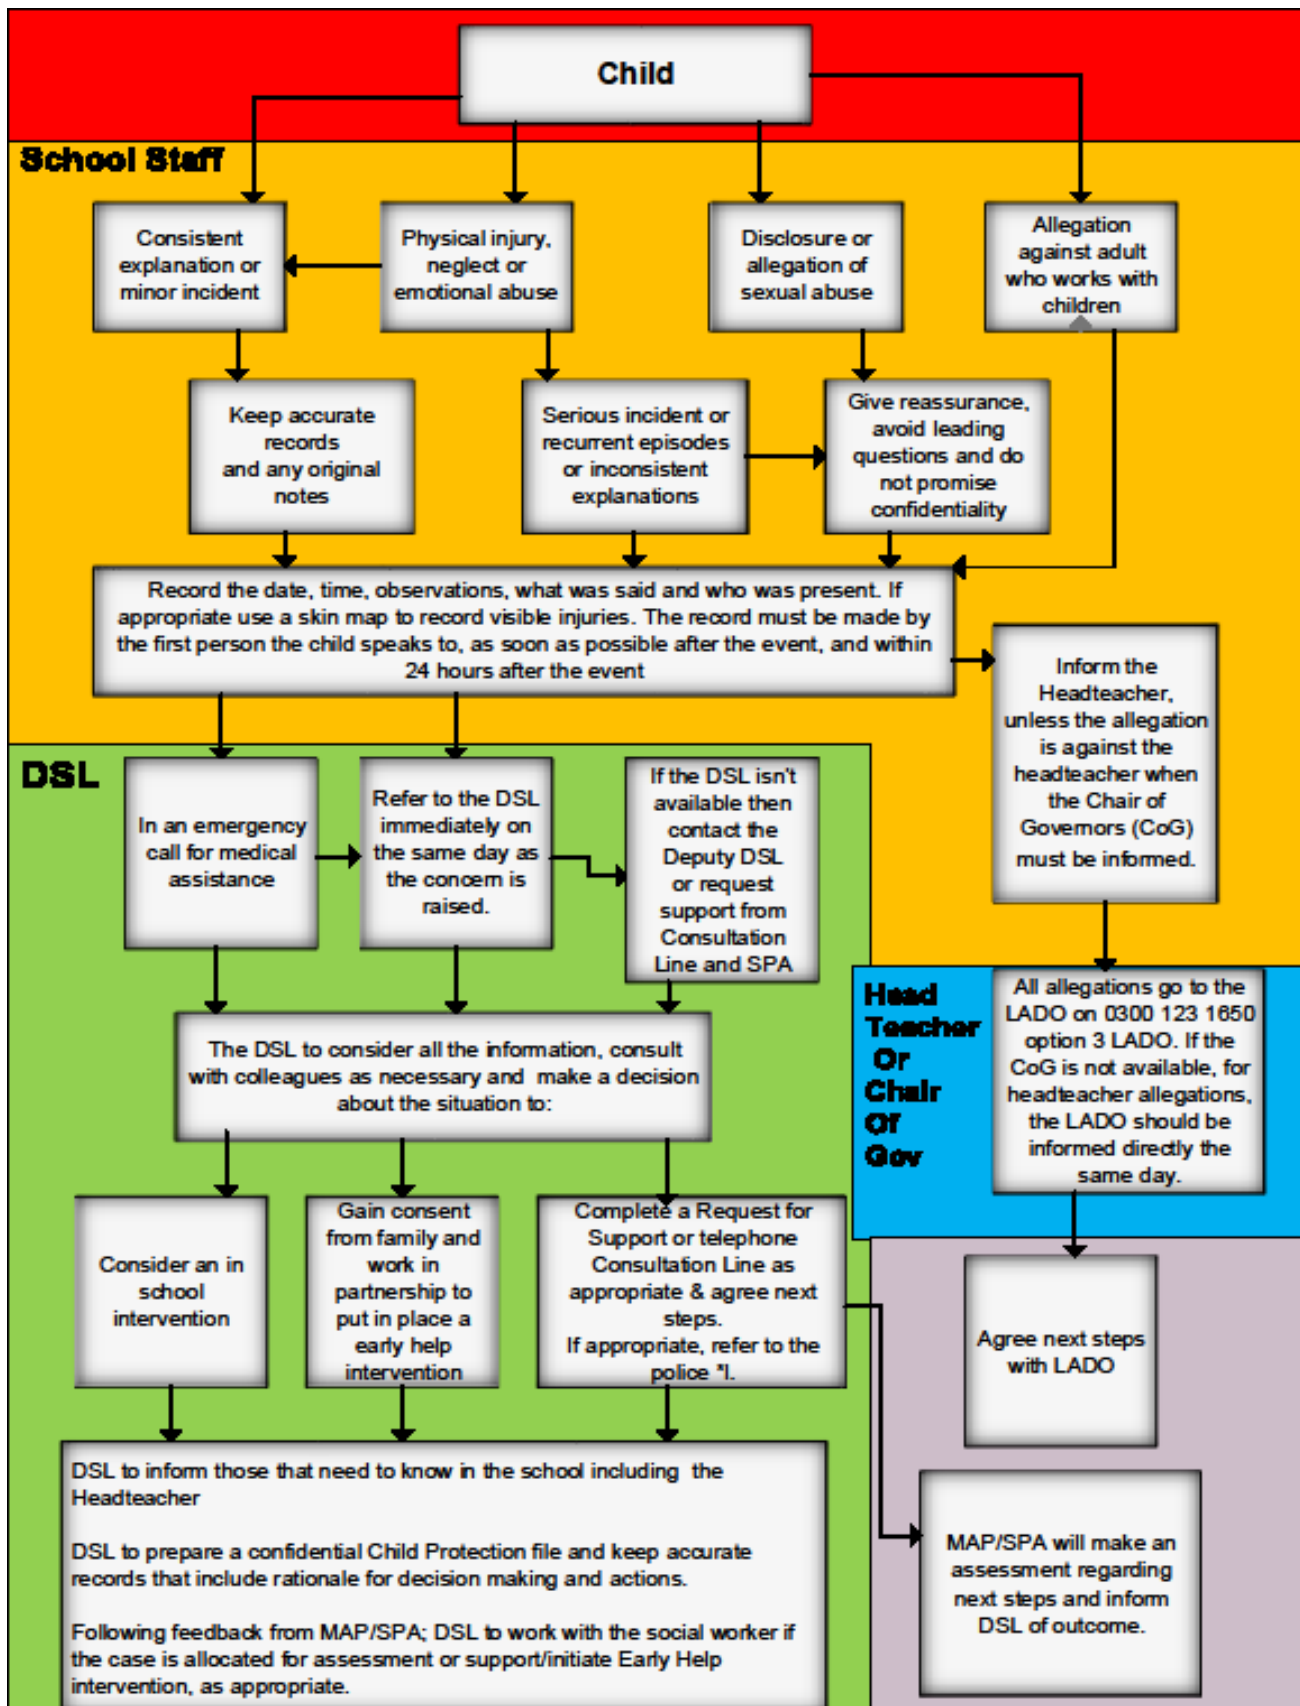 Child
School Staff
Consistent
explanation or
minor incident
Physical injury,
neglect or
emotional abuse
Disclosure or
allegation of
sexual abuse
Allegation
against adult
who works with
children
Keep accurate
records
and any original
notes
Serious incident or
recurrent episodes
or inconsistent
explanations
Give reassurance,
avoid leading
questions and do
not promise
confidentiality
Record the date, time, observations, what was said and who was present. If
appropriate use a skin map to record visible injuries. The record must be made by
the first person the child speaks to, as soon as possible after the event, and within
24 hours after the event
Inform the
Headteacher,
unless the allegation
is against the
headteacher when
the Chair of
Governors (CoG)
must be informed.
DSL
In an emergency
call for medical
assistance
Refer to the DSL
immediately on
the same day as
the concern is
raised.
If the DSL isn't
available then
contact the
Deputy DSL
or request
support from
Consultation
Line and SPA
Head
Teacher
Or
Chair
Of
Gov
All allegations go to the
LADO on 0300 123 1650
option 3 LADO. If the
CoG is not available, for
headteacher allegations,
the LADO should be
informed directly the
same day.
The DSL to consider all the information, consult
with colleagues as necessary and make a decision
about the situation to:
Consider an in
school
intervention
Gain consent
from family and
work in
partnership to
put in place a
early help
intervention
Complete a Request for
Support or telephone
Consultation Line as
appropriate & agree next
steps.
If appropriate, refer to the
police *I.
Agree next steps
with LADO
DSL to inform those that need to know in the school including the
Headteacher
DSL to prepare a confidential Child Protection file and keep accurate
records that include rationale for decision making and actions.
Following feedback from MAP/SPA; DSL to work with the social worker if
the case is allocated for assessment or support/initiate Early Help
intervention, as appropriate.
MAP/SPA will make an
assessment regarding
next steps and inform
DSL of outcome.